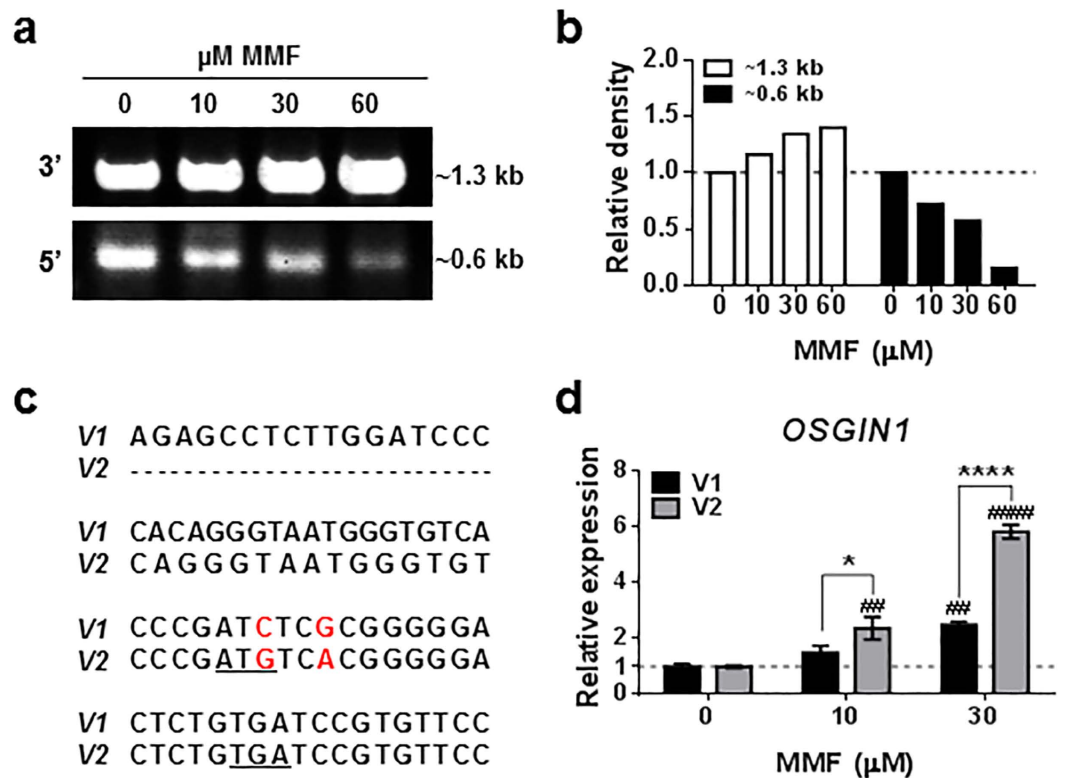 a
µM MMF
0 10 30 60
3’ ~1.3 kb
5’ ~0.6 kb
b
Relative density
2.0
1.5
1.0
0.5
0.0
~1.3 kb
~0.6 kb
0 10 30 60 0 10 30 60
MMF (µM)
c
V1 AGAGCCTCTTGGATCCC
V2 --------------------------
V1 CACAGGGTAATGGGTGTCA
V2 CAGGGTAATGGGTGT
V1 CCCGATCTCGCGGGGGA
V2 CCCGATGTCACGGGGGA
V1 CTCTGTGATCCGTGTTCC
V2 CTCTGTGATCCGTGTTCC
d
OSGIN1
Relative expression
8
6
4
2
1
0
V1
V2
*
##
****
##
####
0 10 30
MMF (µM)